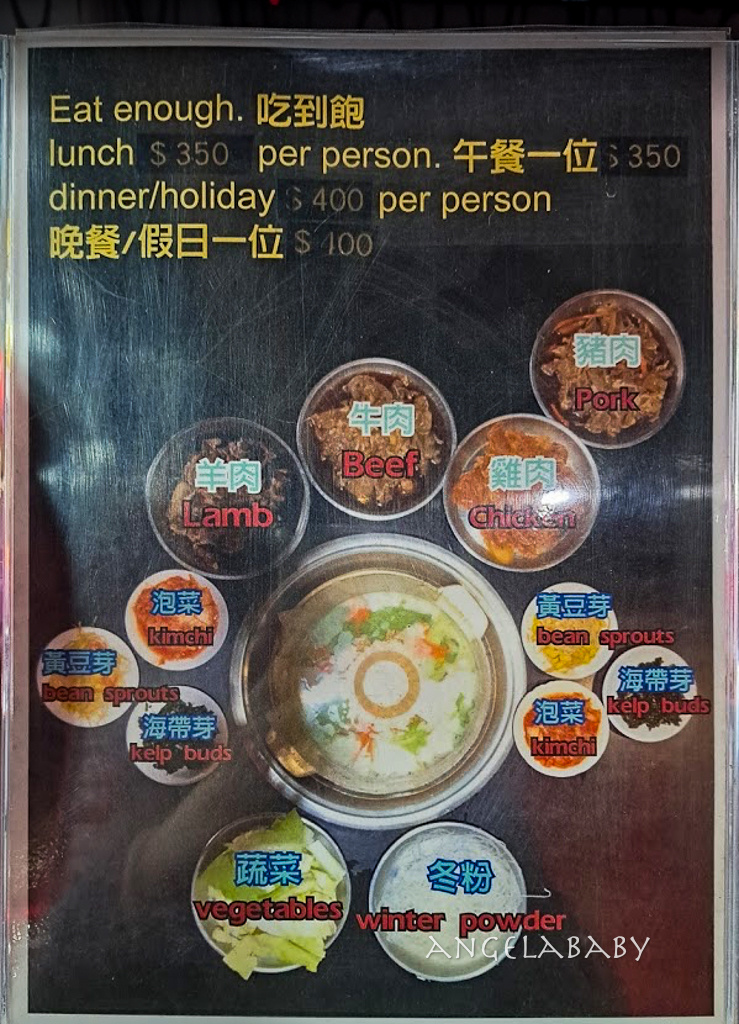 Eat enough. 吃到飽
lunch $350 per person. 午餐一位 $350
dinner/holiday $400 per person
晚餐/假日一位 $400
豬肉
Pork
牛肉
Beef
雞肉
Chicken
羊肉
Lamb
泡菜
kimchi
黃豆芽
bean sprouts
海帶芽
kelp buds
黃豆芽
bean sprouts
海帶芽
kelp buds
泡菜
kimchi
蔬菜
vegetables
冬粉
winter powder
ANGELABABY